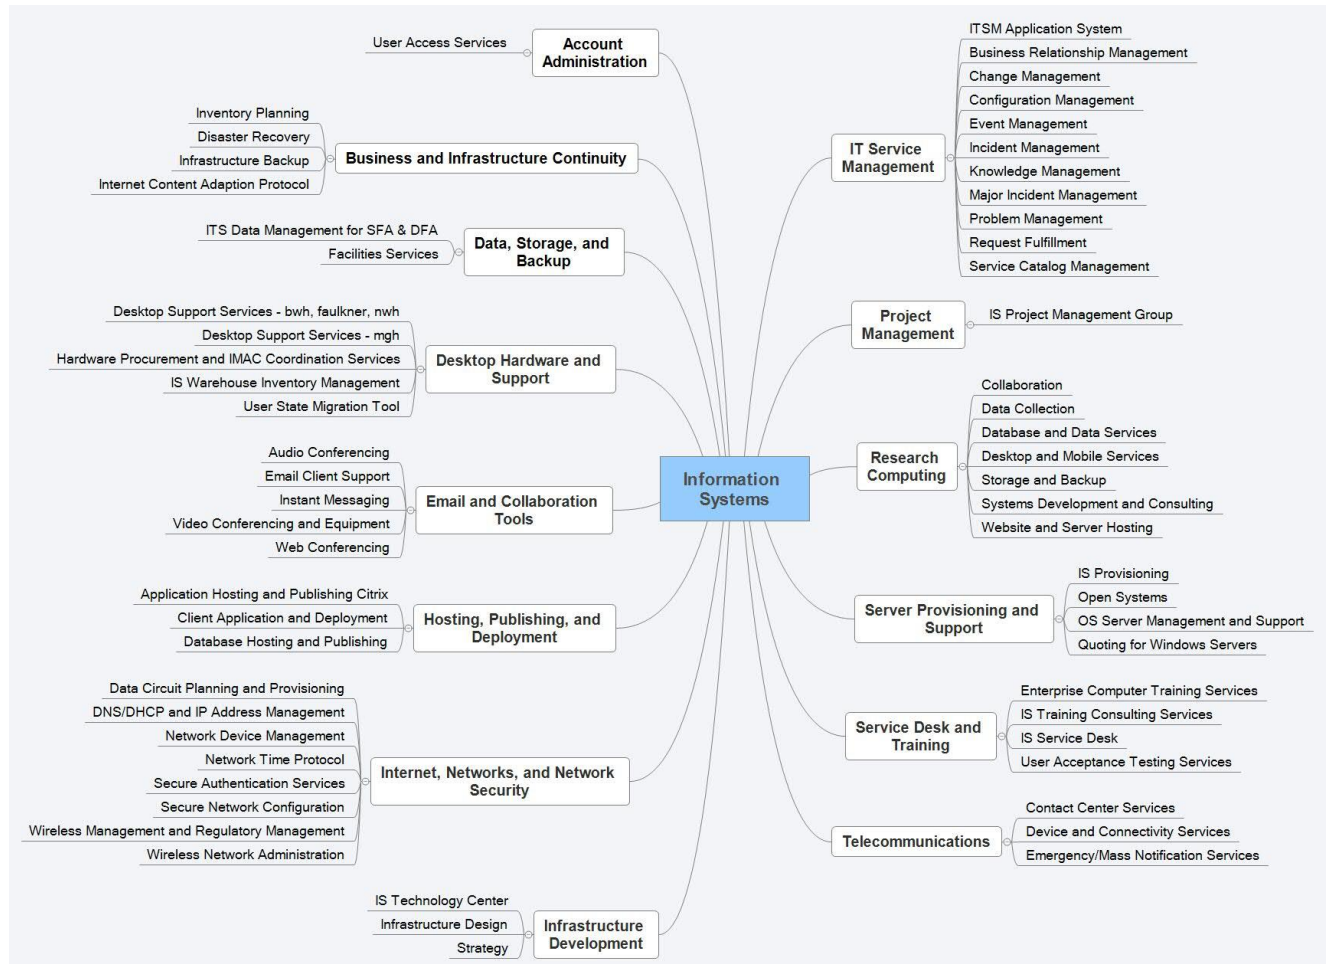 User Access Services
Account
Administration
Inventory Planning
Disaster Recovery
Infrastructure Backup
Internet Content Adaption Protocol
Business and Infrastructure Continuity
ITS Data Management for SFA & DFA
Facilities Services
Data, Storage, and
Backup
Desktop Support Services - bwh, faulkner, nwh
Desktop Support Services - mgh
Hardware Procurement and IMAC Coordination Services
IS Warehouse Inventory Management
User State Migration Tool
Desktop Hardware and
Support
Audio Conferencing
Email Client Support
Instant Messaging
Video Conferencing and Equipment
Web Conferencing
Email and Collaboration
Tools
Application Hosting and Publishing Citrix
Client Application and Deployment
Database Hosting and Publishing
Hosting, Publishing, and
Deployment
Data Circuit Planning and Provisioning
DNS/DHCP and IP Address Management
Network Device Management
Network Time Protocol
Secure Authentication Services
Secure Network Configuration
Wireless Management and Regulatory Management
Wireless Network Administration
Internet, Networks, and Network
Security
IS Technology Center
Infrastructure Design
Strategy
Infrastructure
Development
Information
Systems
IT Service
Management
ITSM Application System
Business Relationship Management
Change Management
Configuration Management
Event Management
Incident Management
Knowledge Management
Major Incident Management
Problem Management
Request Fulfillment
Service Catalog Management
Project
Management
IS Project Management Group
Research
Computing
Collaboration
Data Collection
Database and Data Services
Desktop and Mobile Services
Storage and Backup
Systems Development and Consulting
Website and Server Hosting
Server Provisioning and
Support
IS Provisioning
Open Systems
OS Server Management and Support
Quoting for Windows Servers
Service Desk and
Training
Enterprise Computer Training Services
IS Training Consulting Services
IS Service Desk
User Acceptance Testing Services
Telecommunications
Contact Center Services
Device and Connectivity Services
Emergency/Mass Notification Services